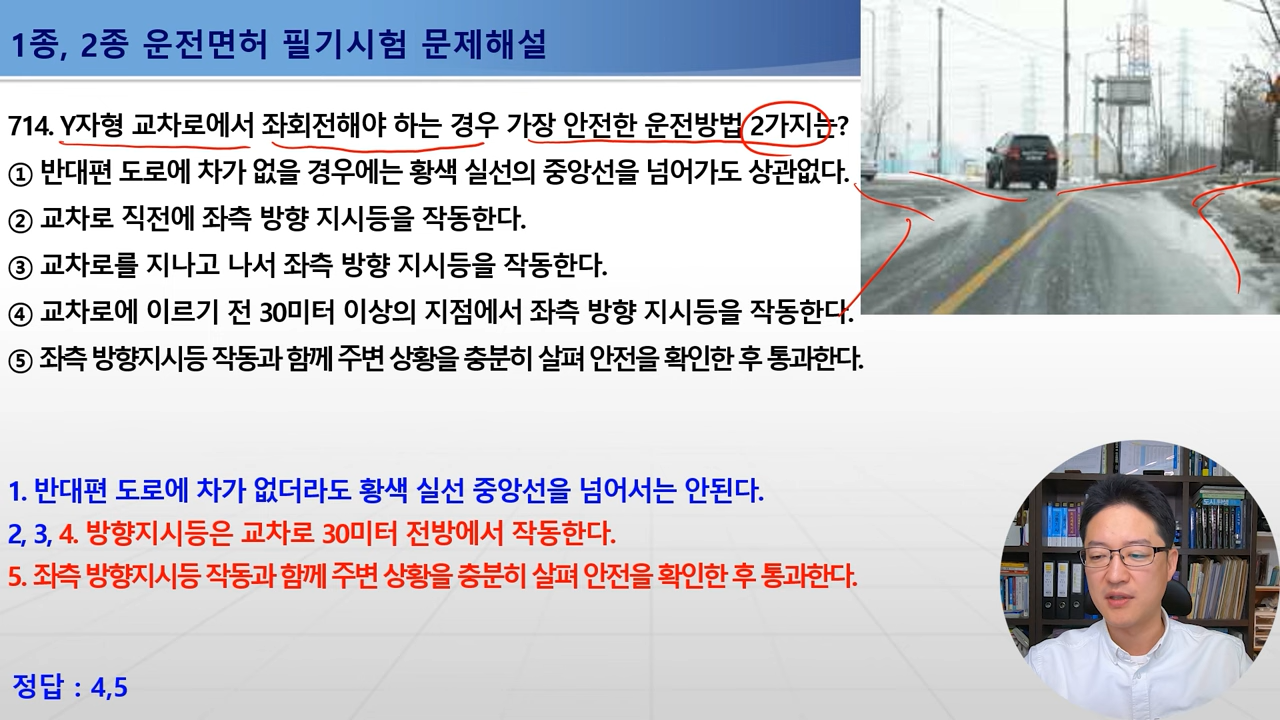 1종, 2종 운전면허 필기시험 문제해설
714. Y자형 교차로에서 좌회전해야 하는 경우 가장 안전한 운전방법 2가지는?
① 반대편 도로에 차가 없을 경우에는 황색 실선의 중앙선을 넘어가도 상관없다.
② 교차로 직전에 좌측 방향 지시등을 작동한다.
③ 교차로를 지나고 나서 좌측 방향 지시등을 작동한다.
④ 교차로에 이르기 전 30미터 이상의 지점에서 좌측 방향 지시등을 작동한다.
⑤ 좌측 방향지시등 작동과 함께 주변 상황을 충분히 살펴 안전을 확인한 후 통과한다.
1. 반대편 도로에 차가 없더라도 황색 실선 중앙선을 넘어서는 안된다.
2, 3, 4. 방향지시등은 교차로 30미터 전방에서 작동한다.
5. 좌측 방향지시등 작동과 함께 주변 상황을 충분히 살펴 안전을 확인한 후 통과한다.
정답 : 4,5